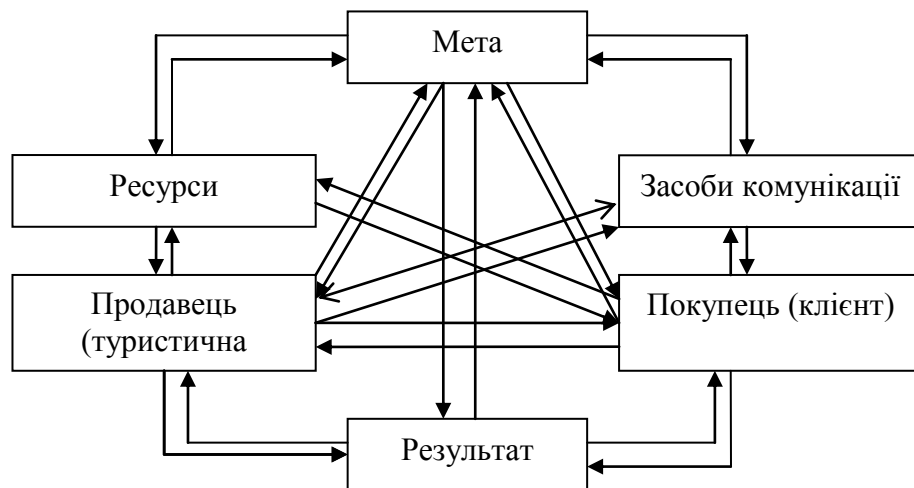 Мета
Ресурси
Засоби комунікації
Продавець
(туристична
Покупець (клієнт)
Результат